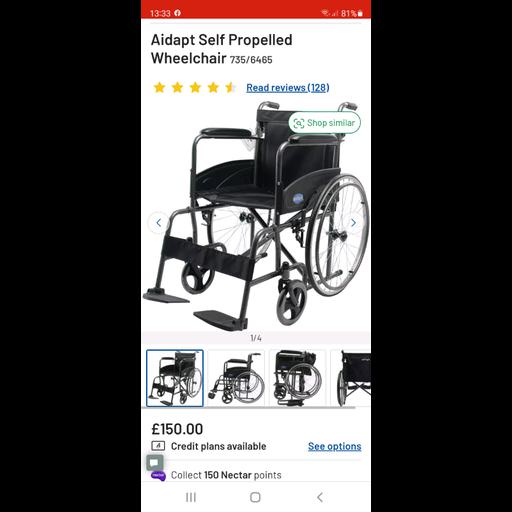 13:33
81%
Aidapt Self Propelled
Wheelchair 735/6465
Read reviews (128)
Shop similar
1/4
£150.00
Credit plans available
See options
Collect 150 Nectar points